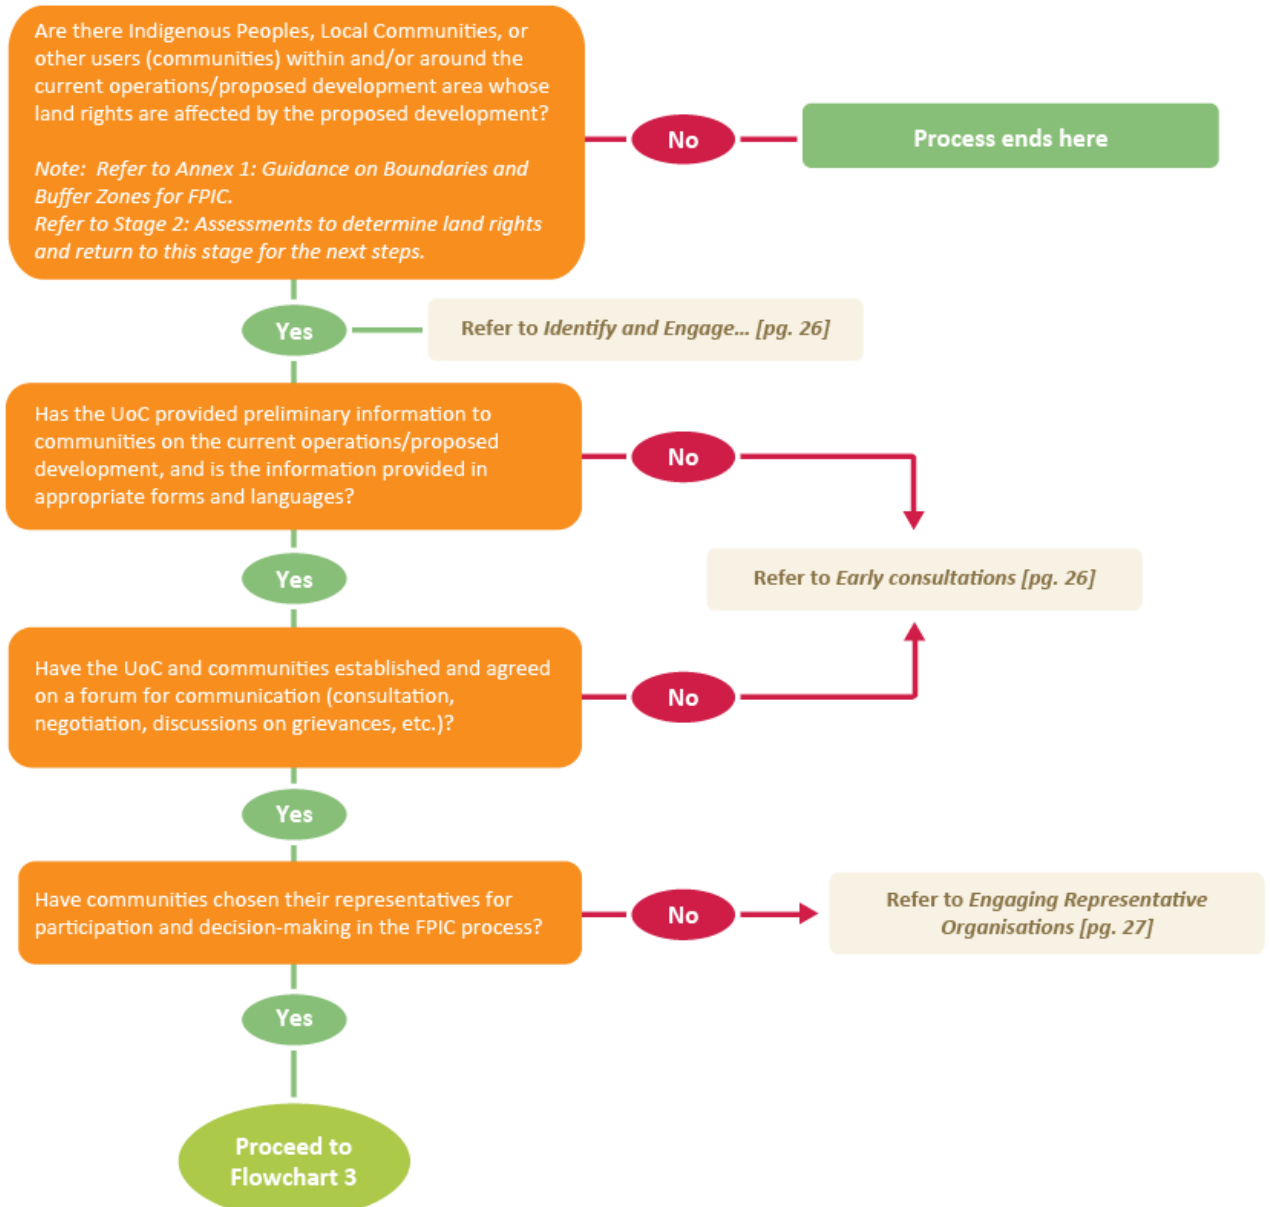 Are there Indigenous Peoples, Local Communities, or
other users (communities) within and/or around the
current operations/proposed development area whose
land rights are affected by the proposed development?
Note:  Refer to Annex 1: Guidance on Boundaries and
Buffer Zones for FPIC.
Refer to Stage 2: Assessments to determine land rights
and return to this stage for the next steps.
No
Process ends here
Yes
Refer to Identify and Engage... [pg. 26]
Has the UoC provided preliminary information to
communities on the current operations/proposed
development, and is the information provided in
appropriate forms and languages?
No
Refer to Early consultations [pg. 26]
Yes
Have the UoC and communities established and agreed
on a forum for communication (consultation,
negotiation, discussions on grievances, etc.)?
No
Yes
Have communities chosen their representatives for
participation and decision-making in the FPIC process?
No
Refer to Engaging Representative
Organisations [pg. 27]
Yes
Proceed to
Flowchart 3